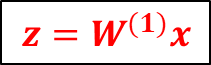 z = W⁽¹⁾x